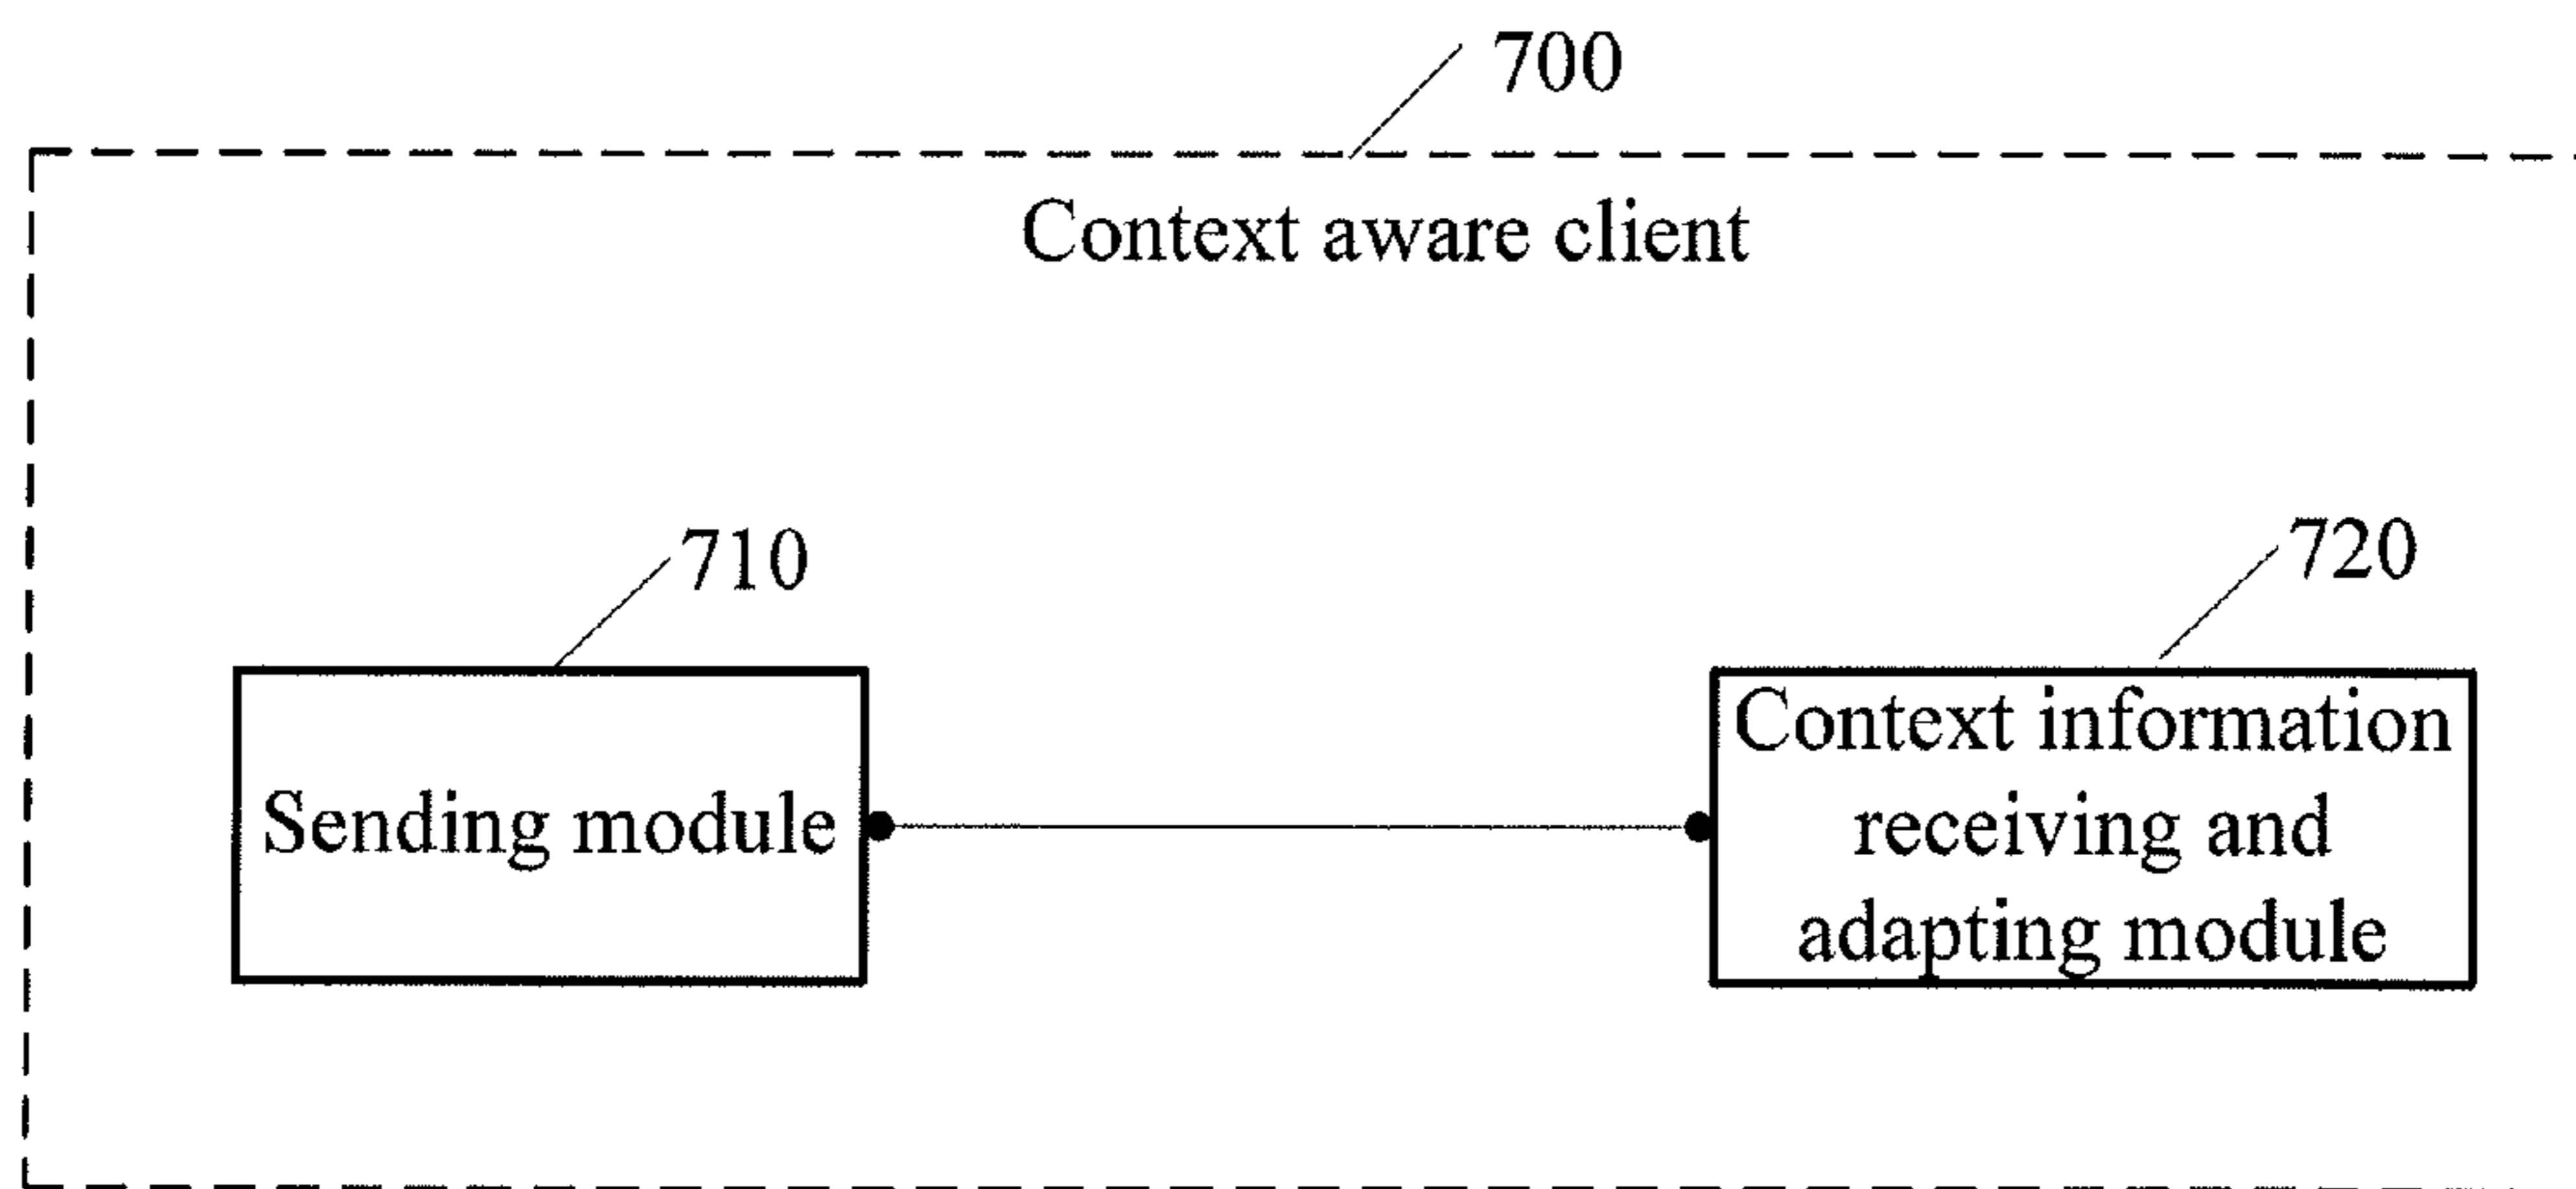 700
Context aware client
710
720
Sending module
Context information
receiving and
adapting module